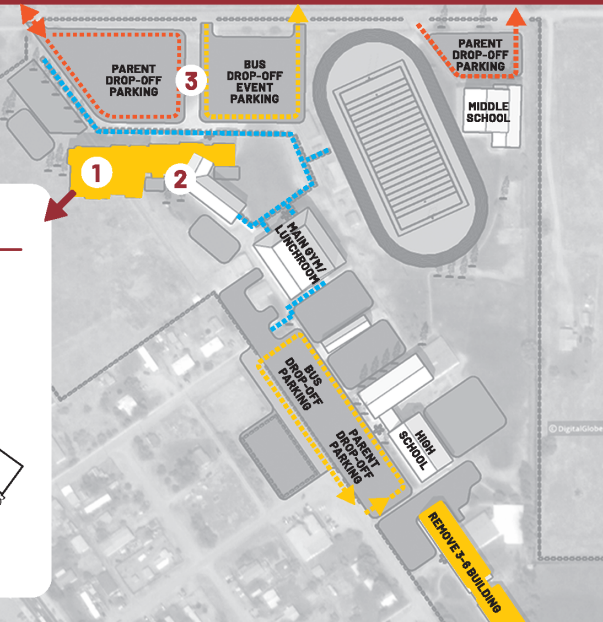 PARENT
DROP-OFF
PARKING
3
BUS
DROP-OFF
EVENT
PARKING
PARENT
DROP-OFF
PARKING
MIDDLE
SCHOOL
1
2
MAIN GYM/
LUNCHROOM
BUS
DROP-OFF
PARKING
PARENT
DROP-OFF
PARKING
HIGH
SCHOOL
© DigitalGlobe
REMOVE 3-6 BUILDING